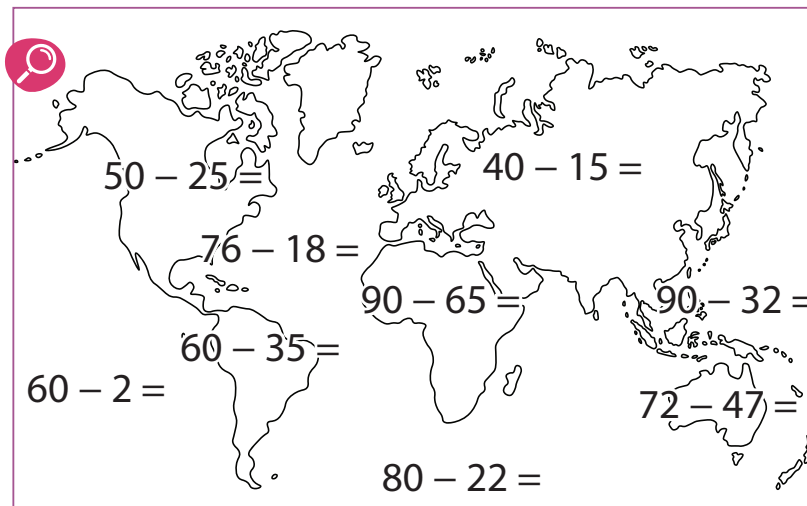 50 – 25 =
40 – 15 =
76 – 18 =
90 – 65 =
90 – 32 =
60 – 35 =
60 – 2 =
72 – 47 =
80 – 22 =